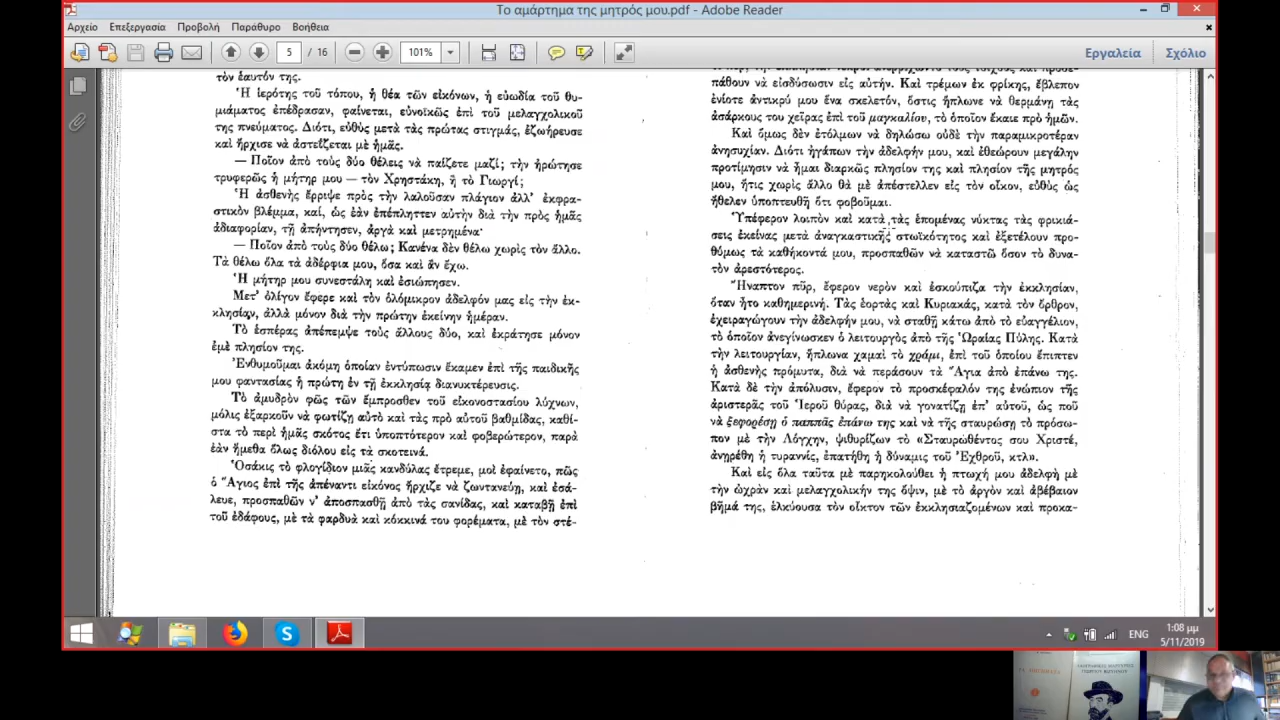 Το αμάρτημα της μητρός μου.pdf - Adobe Reader
Αρχείο Επεξεργασία Προβολή Παράθυρο Βοήθεια
5 / 16 101% Εργαλεία Σχόλιο
τὸν ἑαυτόν της.
Ἡ ἱερότης τοῦ τόπου, ἡ θέα τῶν εἰκόνων, ἡ εὐωδία τοῦ θυ-
μιάματος ἐπέδρασαν, φαίνεται, εὐνοϊκῶς ἐπὶ τοῦ μελαγχολικοῦ
της πνεύματος. Διότι, εὐθὺς μετὰ τὰς πρώτας στιγμάς, ἐζωήρευσε
καὶ ἤρχισε νὰ ἀστεΐζεται μὲ ἡμᾶς.
— Ποῖον ἀπὸ τοὺς δύο θέλεις νὰ παίζετε μαζί; τὴν ἠρώτησε
τρυφερῶς ἡ μήτηρ μου — τὸν Χρηστάκη, ἢ τὸ Γιωργί;
Ἡ ἀσθενὴς ἔρριψε πρὸς τὴν λαλοῦσαν πλάγιον ἀλλ' ἐκφρα-
στικὸν βλέμμα, καί, ὡς ἐὰν ἐπέπληττεν αὐτὴν διὰ τὴν πρὸς ἡμᾶς
ἀδιαφορίαν, τῇ ἀπήντησεν, ἀργὰ καὶ μετρημένα·
— Ποῖον ἀπὸ τοὺς δύο θέλω; Κανένα δὲν θέλω χωρὶς τὸν ἄλλο.
Τὰ θέλω ὅλα τὰ ἀδέρφια μου, ὅσα καὶ ἂν ἔχω.
Ἡ μήτηρ μου συνεστάλη καὶ ἐσιώπησεν.
Μετ' ὀλίγον ἔφερε καὶ τὸν ὁλόμικρον ἀδελφόν μας εἰς τὴν ἐκ-
κλησίαν, ἀλλὰ μόνον διὰ τὴν πρώτην ἐκείνην ἡμέραν.
Τὸ ἑσπέρας ἀπέπεμψε τοὺς ἄλλους δύο, καὶ ἐκράτησε μόνον
ἐμὲ πλησίον της.
Ἐνθυμοῦμαι ἀκόμη ὁποίαν ἐντύπωσιν ἔκαμεν ἐπὶ τῆς παιδικῆς
μου φαντασίας ἡ πρώτη ἐν τῇ ἐκκλησίᾳ διανυκτέρευσις.
Τὸ ἀμυδρὸν φῶς τῶν ἔμπροσθεν τοῦ εἰκονοστασίου λύχνων,
μόλις ἐξαρκοῦν νὰ φωτίζῃ αὐτὸ καὶ τὰς πρὸ αὐτοῦ βαθμίδας, καθί-
στα τὸ περὶ ἡμᾶς σκότος ἔτι ὑποπτότερον καὶ φοβερώτερον, παρὰ
ἐὰν ἤμεθα ὅλως διόλου εἰς τὰ σκοτεινά.
Ὁσάκις τὸ φλογίδιον μιᾶς κανδύλας ἔτρεμε, μοὶ ἐφαίνετο, πῶς
ὁ Ἅγιος ἐπὶ τῆς ἀπέναντι εἰκόνος ἤρχιζε νὰ ζωντανεύῃ, καὶ ἐσά-
λευε, προσπαθῶν ν' ἀποσπασθῇ ἀπὸ τὰς σανίδας, καὶ καταβῇ ἐπὶ
τοῦ ἐδάφους, μὲ τὰ φαρδυὰ καὶ κόκκινά του φορέματα, μὲ τὸν στέ-
πάθουν νὰ εἰσδύσωσιν εἰς αὐτήν. Καὶ τρέμων ἐκ φρίκης, ἔβλεπον
ἐνίοτε ἀντικρύ μου ἕνα σκελετόν, ὅστις ἥπλωνε νὰ θερμάνῃ τὰς
ἀσάρκους του χεῖρας ἐπὶ τοῦ μαγκαλίου, τὸ ὁποῖον ἔκαιε πρὸ ἡμῶν.
Καὶ ὅμως δὲν ἐτόλμων νὰ δηλώσω οὐδὲ τὴν παραμικροτέραν
ἀνησυχίαν. Διότι ἠγάπων τὴν ἀδελφήν μου, καὶ ἐθεώρουν μεγάλην
προτίμησιν νὰ ἦμαι διαρκῶς πλησίον της καὶ πλησίον τῆς μητρός
μου, ἥτις χωρὶς ἄλλο θὰ μὲ ἀπέστελλεν εἰς τὸν οἶκον, εὐθὺς ὡς
ἤθελεν ὑποπτευθῆ ὅτι φοβοῦμαι.
Ὑπέφερον λοιπὸν καὶ κατὰ τὰς ἑπομένας νύκτας τὰς φρικιά-
σεις ἐκείνας μετὰ ἀναγκαστικῆς στωϊκότητος καὶ ἐξετέλουν προ-
θύμως τὰ καθήκοντά μου, προσπαθῶν νὰ καταστῶ ὅσον τὸ δυνα-
τὸν ἀρεστότερος.
Ἤναπτον πῦρ, ἔφερον νερὸν καὶ ἐσκούπιζα τὴν ἐκκλησίαν,
ὅταν ἦτο καθημερινή. Τὰς ἑορτὰς καὶ Κυριακάς, κατὰ τὸν ὄρθρον,
ἐχειραγώγουν τὴν ἀδελφήν μου, νὰ σταθῇ κάτω ἀπὸ τὸ εὐαγγέλιον,
τὸ ὁποῖον ἀνεγίνωσκεν ὁ λειτουργὸς ἀπὸ τῆς Ὡραίας Πύλης. Κατὰ
τὴν λειτουργίαν, ἥπλωνα χαμαὶ τὸ χράμι, ἐπὶ τοῦ ὁποίου ἔπιπτεν
ἡ ἀσθενὴς πρόμυτα, διὰ νὰ περάσουν τὰ Ἅγια ἀπὸ ἐπάνω της.
Κατὰ δὲ τὴν ἀπόλυσιν, ἔφερον τὸ προσκέφαλόν της ἐνώπιον τῆς
ἀριστερᾶς τοῦ Ἱεροῦ θύρας, διὰ νὰ γονατίζῃ ἐπ' αὐτοῦ, ὡς ποῦ
νὰ ξεφορέσῃ ὁ παππᾶς ἐπάνω της καὶ νὰ τῆς σταυρώσῃ τὸ πρόσω-
πον μὲ τὴν Λόγχην, ψιθυρίζων τὸ «Σταυρωθέντος σου Χριστέ,
ἀνῃρέθη ἡ τυραννίς, ἐπατήθη ἡ δύναμις τοῦ Ἐχθροῦ, κτλ».
Καὶ εἰς ὅλα ταῦτα μὲ παρηκολούθει ἡ πτωχή μου ἀδελφὴ μὲ
τὴν ὠχρὰν καὶ μελαγχολικήν της ὄψιν, μὲ τὸ ἀργὸν καὶ ἀβέβαιον
βῆμά της, ἑλκύουσα τὸν οἶκτον τῶν ἐκκλησιαζομένων καὶ προκα-
ENG
1:08 μμ
5/11/2019